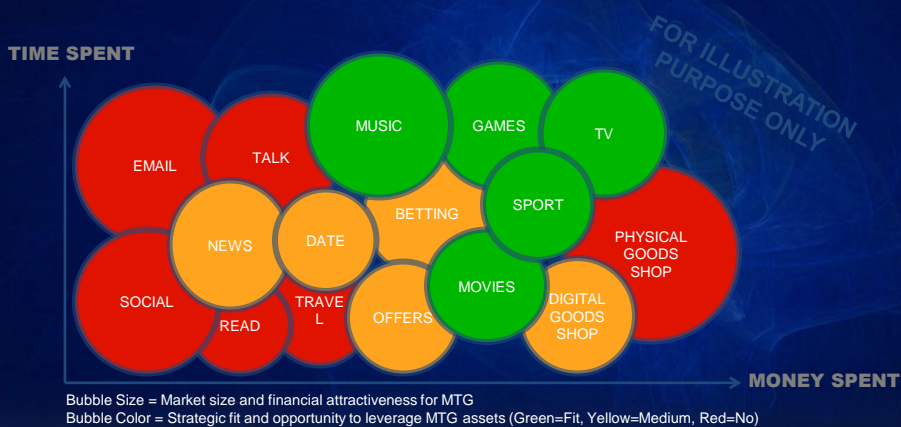 FOR ILLUSTRATION
PURPOSE ONLY
TIME SPENT
MUSIC
GAMES
TV
EMAIL
TALK
SPORT
BETTING
NEWS
DATE
PHYSICAL
GOODS
SHOP
MOVIES
SOCIAL
TRAVE
L
DIGITAL
GOODS
SHOP
READ
OFFERS
MONEY SPENT
Bubble Size = Market size and financial attractiveness for MTG
Bubble Color = Strategic fit and opportunity to leverage MTG assets (Green=Fit, Yellow=Medium, Red=No)